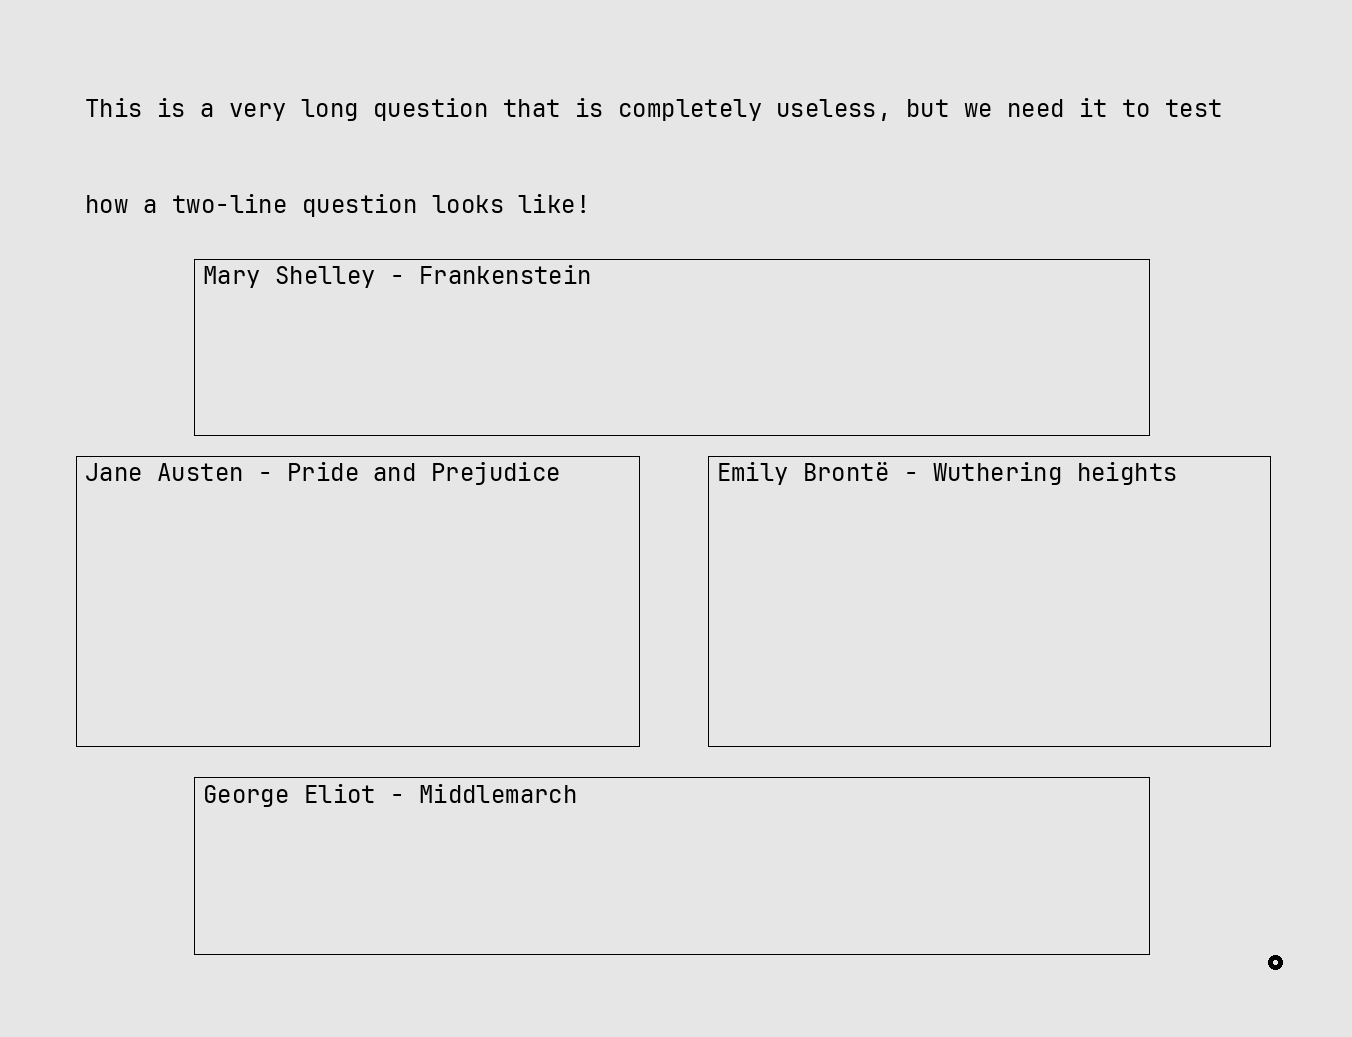 This is a very long question that is completely useless, but we need it to test
how a two-line question looks like!
Mary Shelley - Frankenstein
Jane Austen - Pride and Prejudice
Emily Brontë - Wuthering heights
George Eliot - Middlemarch